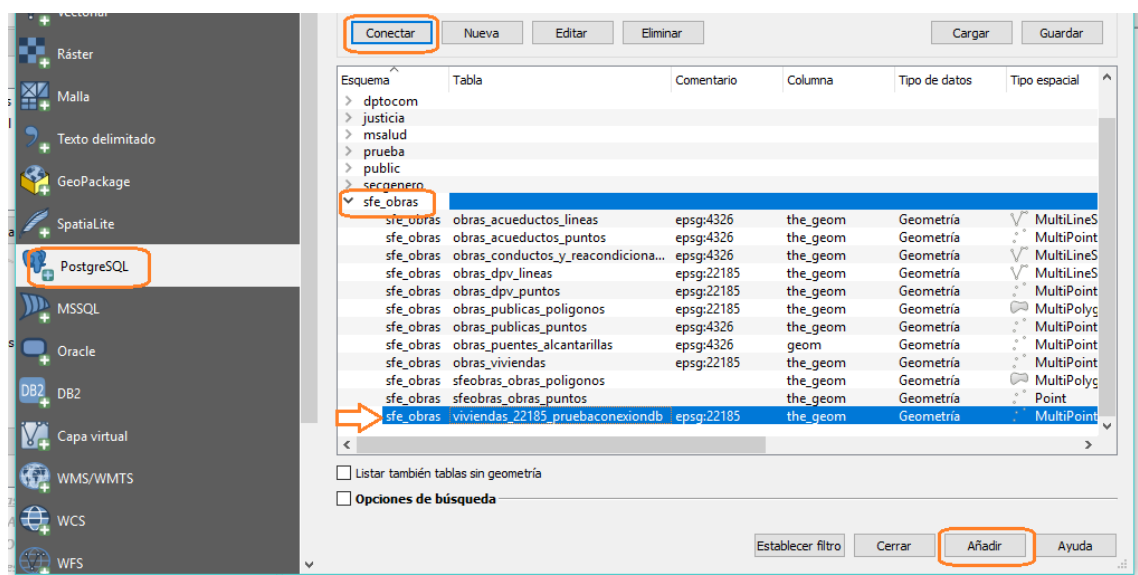 Vectorial
Ráster
Malla
Texto delimitado
GeoPackage
SpatiaLite
PostgreSQL
MSSQL
Oracle
DB2 DB2
Capa virtual
WMS/WMTS
WCS
WFS
Conectar Nueva Editar Eliminar Cargar Guardar
Esquema Tabla Comentario Columna Tipo de datos Tipo espacial
dptocom
justicia
msalud
prueba
public
secgenero
sfe_obras
sfe_obras obras_acueductos_lineas epsg:4326 the_geom Geometría MultiLineS
sfe_obras obras_acueductos_puntos epsg:4326 the_geom Geometría MultiPoint
sfe_obras obras_conductos_y_reacondiciona... epsg:4326 the_geom Geometría MultiLineS
sfe_obras obras_dpv_lineas epsg:22185 the_geom Geometría MultiLineS
sfe_obras obras_dpv_puntos epsg:22185 the_geom Geometría MultiPoint
sfe_obras obras_publicas_poligonos epsg:22185 the_geom Geometría MultiPolyg
sfe_obras obras_publicas_puntos epsg:4326 the_geom Geometría MultiPoint
sfe_obras obras_puentes_alcantarillas epsg:4326 geom Geometría MultiPoint
sfe_obras obras_viviendas epsg:22185 the_geom Geometría MultiPoint
sfe_obras sfeobras_obras_poligonos the_geom Geometría MultiPolyg
sfe_obras sfeobras_obras_puntos the_geom Geometría Point
sfe_obras viviendas_22185_pruebaconexiondb epsg:22185 the_geom Geometría MultiPoint
Listar también tablas sin geometría
Opciones de búsqueda
Establecer filtro Cerrar Añadir Ayuda